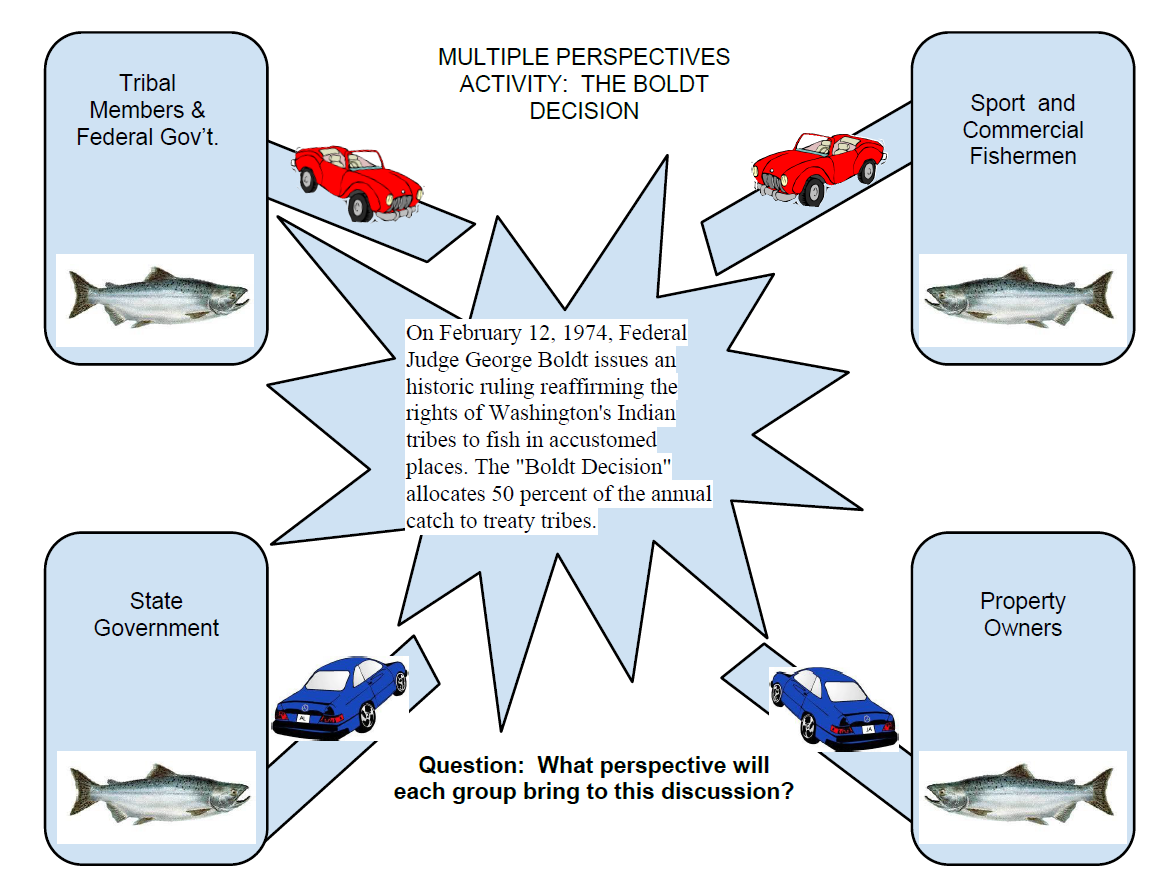 MULTIPLE PERSPECTIVES
ACTIVITY:  THE BOLDT
DECISION
Tribal
Members &
Federal Gov't.
Sport  and
Commercial
Fishermen
On February 12, 1974, Federal
Judge George Boldt issues an
historic ruling reaffirming the
rights of Washington's Indian
tribes to fish in accustomed
places. The "Boldt Decision"
allocates 50 percent of the annual
catch to treaty tribes.
State
Government
Property
Owners
AL
JA
Question:  What perspective will
each group bring to this discussion?